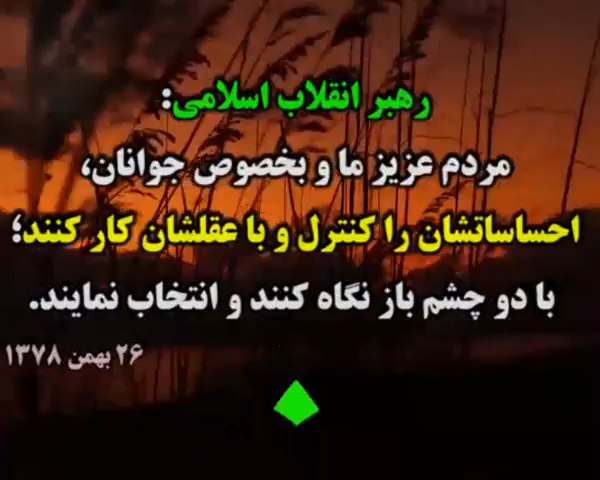 رهبر انقلاب اسلامی:
مردم عزیز ما و بخصوص جوانان،
احساساتشان را کنترل و با عقلشان کار کنند؛
با دو چشم باز نگاه کنند و انتخاب نمایند.
۲۶ بهمن ۱۳۷۸